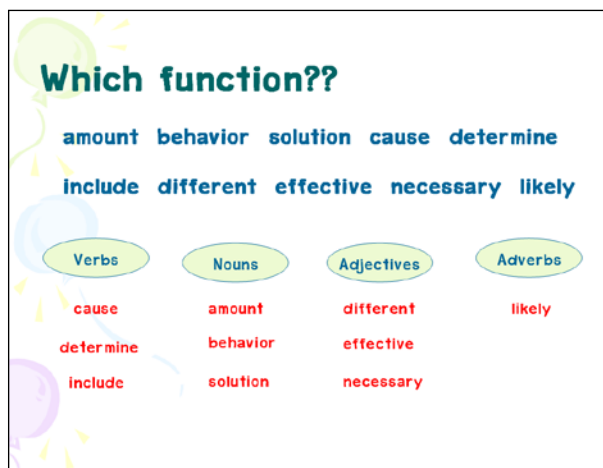 Which function??
amount behavior solution cause determine
include different effective necessary likely
Verbs Nouns Adjectives Adverbs
cause amount different likely
determine behavior effective
include solution necessary